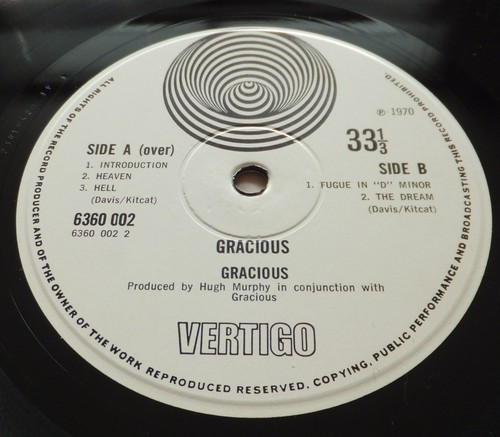 ALL RIGHTS OF THE RECORD PRODUCER AND OF THE OWNER OF THE WORK REPRODUCED RESERVED. COPYING, PUBLIC PERFORMANCE AND BROADCASTING THIS RECORD PROHIBITED.
℗ 1970
SIDE A (over)
1. INTRODUCTION
2. HEAVEN
3. HELL
(Davis/Kitcat)
6360 002
6360 002 2
33 1/3
SIDE B
1. FUGUE IN "D" MINOR
2. THE DREAM
(Davis/Kitcat)
GRACIOUS
GRACIOUS
Produced by Hugh Murphy in conjunction with
Gracious
VERTIGO